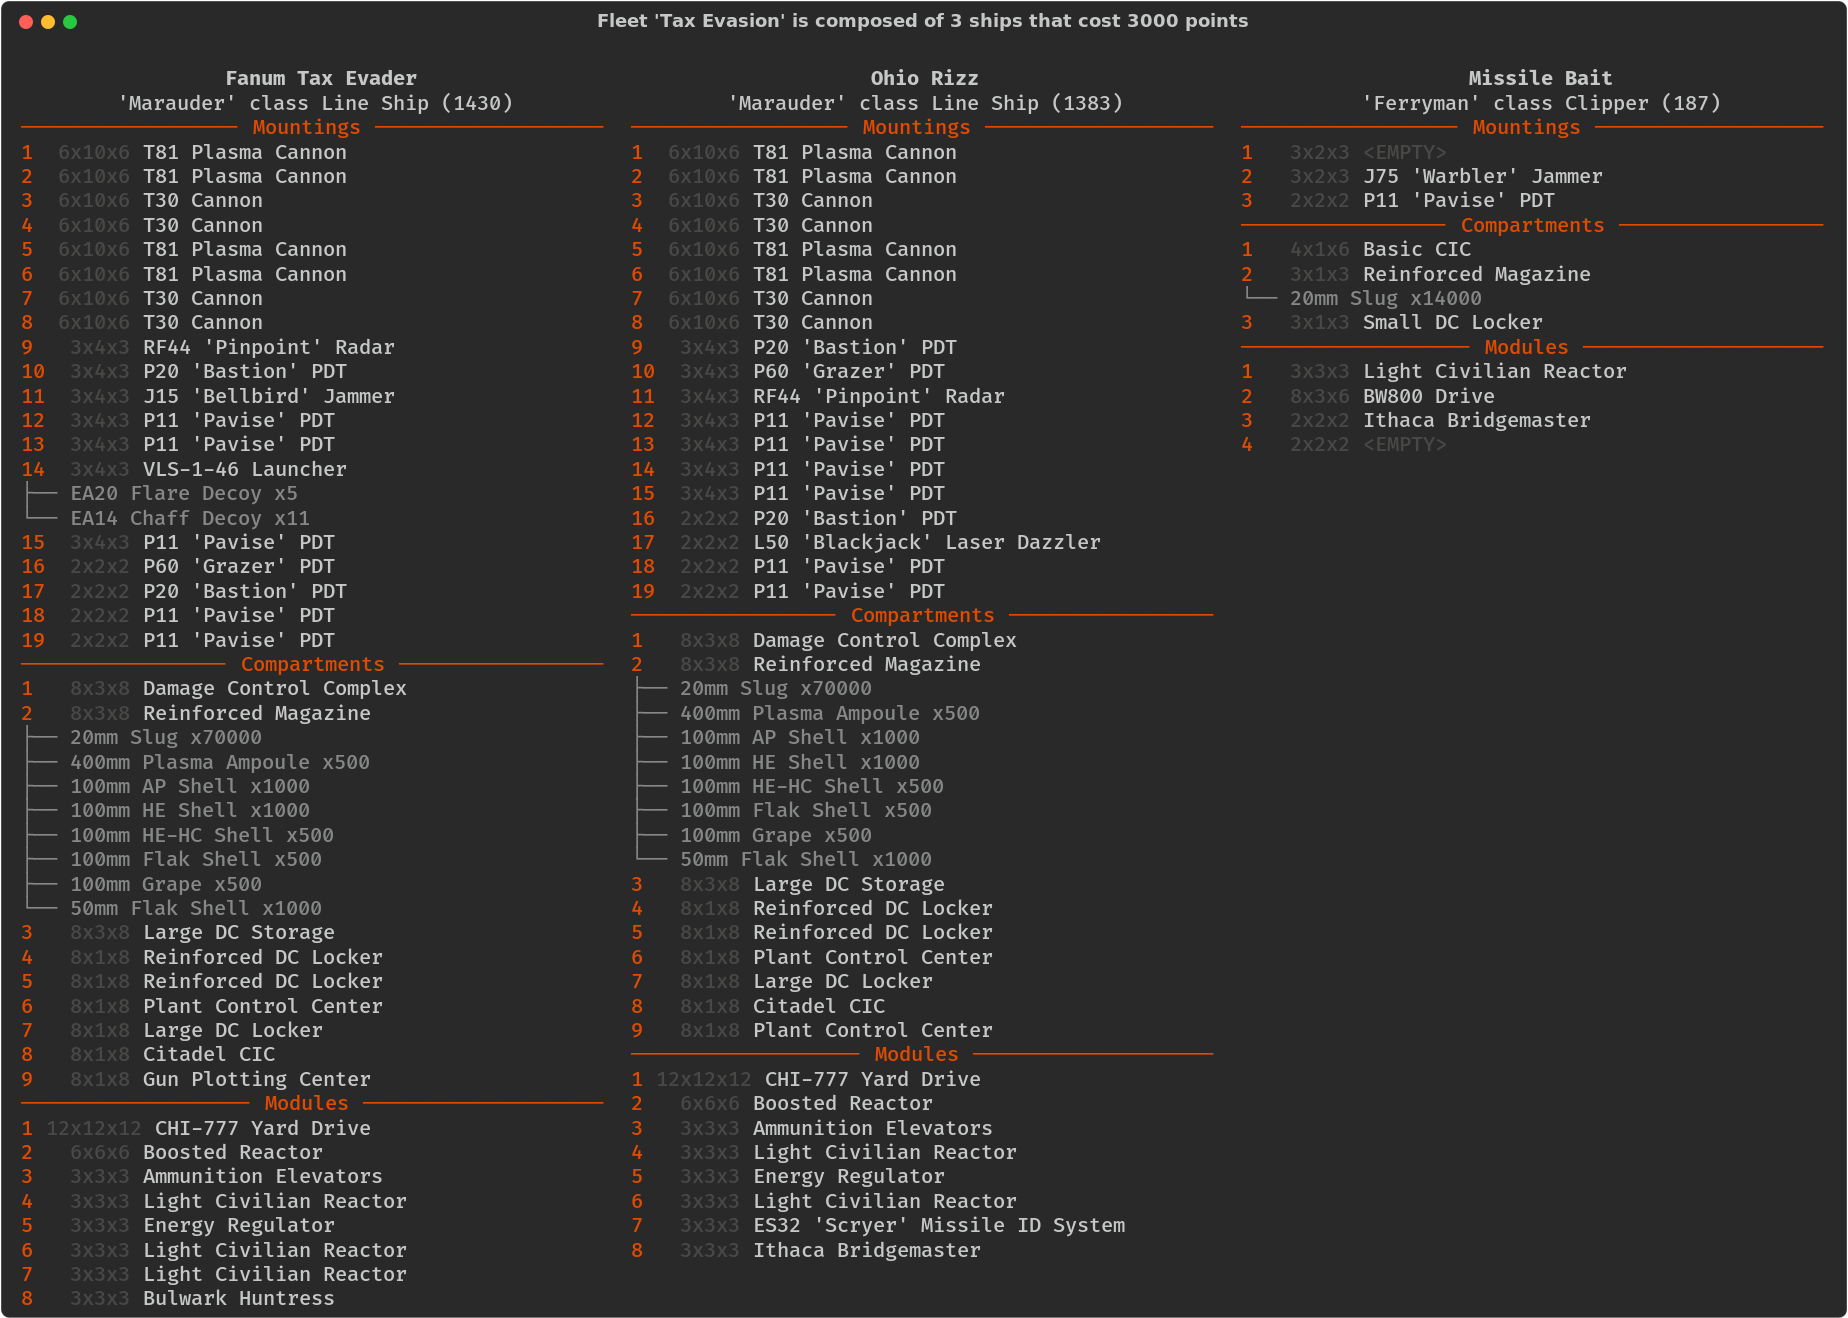 Fleet 'Tax Evasion' is composed of 3 ships that cost 3000 points
Fanum Tax Evader
'Marauder' class Line Ship (1430)
Mountings
1 6x10x6 T81 Plasma Cannon
2 6x10x6 T81 Plasma Cannon
3 6x10x6 T30 Cannon
4 6x10x6 T30 Cannon
5 6x10x6 T81 Plasma Cannon
6 6x10x6 T81 Plasma Cannon
7 6x10x6 T30 Cannon
8 6x10x6 T30 Cannon
9 3x4x3 RF44 'Pinpoint' Radar
10 3x4x3 P20 'Bastion' PDT
11 3x4x3 J15 'Bellbird' Jammer
12 3x4x3 P11 'Pavise' PDT
13 3x4x3 P11 'Pavise' PDT
14 3x4x3 VLS-1-46 Launcher
EA20 Flare Decoy x5
EA14 Chaff Decoy x11
15 3x4x3 P11 'Pavise' PDT
16 2x2x2 P60 'Grazer' PDT
17 2x2x2 P20 'Bastion' PDT
18 2x2x2 P11 'Pavise' PDT
19 2x2x2 P11 'Pavise' PDT
Compartments
1 8x3x8 Damage Control Complex
2 8x3x8 Reinforced Magazine
20mm Slug x70000
400mm Plasma Ampoule x500
100mm AP Shell x1000
100mm HE Shell x1000
100mm HE-HC Shell x500
100mm Flak Shell x500
100mm Grape x500
50mm Flak Shell x1000
3 8x3x8 Large DC Storage
4 8x1x8 Reinforced DC Locker
5 8x1x8 Reinforced DC Locker
6 8x1x8 Plant Control Center
7 8x1x8 Large DC Locker
8 8x1x8 Citadel CIC
9 8x1x8 Gun Plotting Center
Modules
1 12x12x12 CHI-777 Yard Drive
2 6x6x6 Boosted Reactor
3 3x3x3 Ammunition Elevators
4 3x3x3 Light Civilian Reactor
5 3x3x3 Energy Regulator
6 3x3x3 Light Civilian Reactor
7 3x3x3 Light Civilian Reactor
8 3x3x3 Bulwark Huntress
Ohio Rizz
'Marauder' class Line Ship (1383)
Mountings
1 6x10x6 T81 Plasma Cannon
2 6x10x6 T81 Plasma Cannon
3 6x10x6 T30 Cannon
4 6x10x6 T30 Cannon
5 6x10x6 T81 Plasma Cannon
6 6x10x6 T81 Plasma Cannon
7 6x10x6 T30 Cannon
8 6x10x6 T30 Cannon
9 3x4x3 P20 'Bastion' PDT
10 3x4x3 P60 'Grazer' PDT
11 3x4x3 RF44 'Pinpoint' Radar
12 3x4x3 P11 'Pavise' PDT
13 3x4x3 P11 'Pavise' PDT
14 3x4x3 P11 'Pavise' PDT
15 3x4x3 P11 'Pavise' PDT
16 2x2x2 P20 'Bastion' PDT
17 2x2x2 L50 'Blackjack' Laser Dazzler
18 2x2x2 P11 'Pavise' PDT
19 2x2x2 P11 'Pavise' PDT
Compartments
1 8x3x8 Damage Control Complex
2 8x3x8 Reinforced Magazine
20mm Slug x70000
400mm Plasma Ampoule x500
100mm AP Shell x1000
100mm HE Shell x1000
100mm HE-HC Shell x500
100mm Flak Shell x500
100mm Grape x500
50mm Flak Shell x1000
3 8x3x8 Large DC Storage
4 8x1x8 Reinforced DC Locker
5 8x1x8 Reinforced DC Locker
6 8x1x8 Plant Control Center
7 8x1x8 Large DC Locker
8 8x1x8 Citadel CIC
9 8x1x8 Plant Control Center
Modules
1 12x12x12 CHI-777 Yard Drive
2 6x6x6 Boosted Reactor
3 3x3x3 Ammunition Elevators
4 3x3x3 Light Civilian Reactor
5 3x3x3 Energy Regulator
6 3x3x3 Light Civilian Reactor
7 3x3x3 ES32 'Scryer' Missile ID System
8 3x3x3 Ithaca Bridgemaster
Missile Bait
'Ferryman' class Clipper (187)
Mountings
1 3x2x3 <EMPTY>
2 3x2x3 J75 'Warbler' Jammer
3 2x2x2 P11 'Pavise' PDT
Compartments
1 4x1x6 Basic CIC
2 3x1x3 Reinforced Magazine
20mm Slug x14000
3 3x1x3 Small DC Locker
Modules
1 3x3x3 Light Civilian Reactor
2 8x3x6 BW800 Drive
3 2x2x2 Ithaca Bridgemaster
4 2x2x2 <EMPTY>